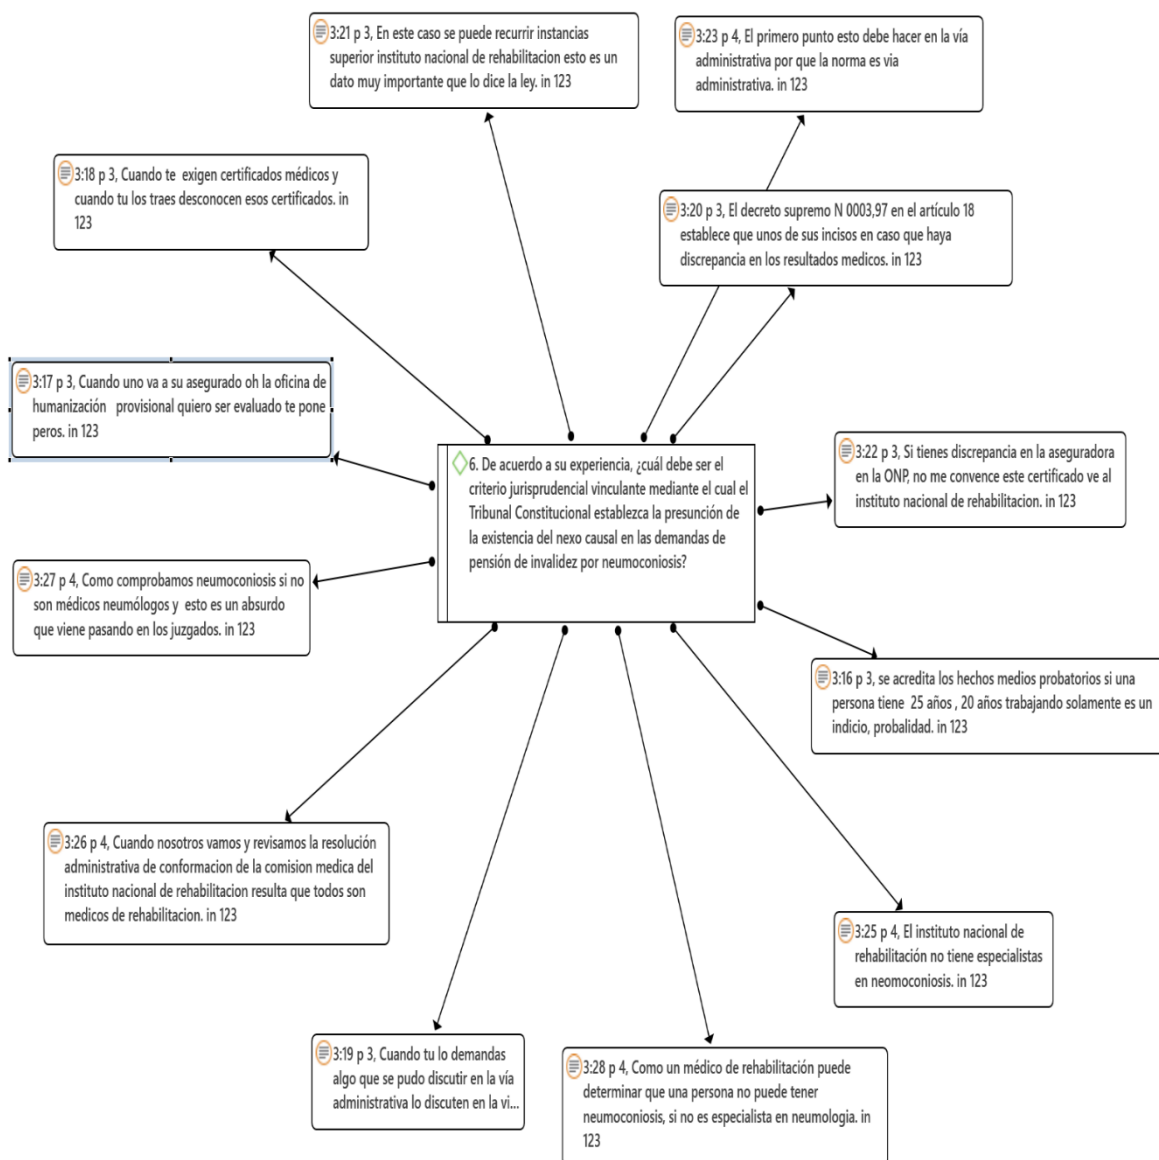 3:21 p 3, En este caso se puede recurrir instancias
superior instituto nacional de rehabilitacion esto es un
dato muy importante que lo dice la ley. in 123
3:23 p 4, El primero punto esto debe hacer en la vía
administrativa por que la norma es via
administrativa. in 123
3:18 p 3, Cuando te exigen certificados médicos y
cuando tu los traes desconocen esos certificados. in
123
3:20 p 3, El decreto supremo N 0003,97 en el artículo 18
establece que unos de sus incisos en caso que haya
discrepancia en los resultados medicos. in 123
3:17 p 3, Cuando uno va a su asegurado oh la oficina de
humanización provisional quiero ser evaluado te pone
peros. in 123
6. De acuerdo a su experiencia, ¿cuál debe ser el
criterio jurisprudencial vinculante mediante el cual el
Tribunal Constitucional establezca la presunción de
la existencia del nexo causal en las demandas de
pensión de invalidez por neumoconiosis?
3:22 p 3, Si tienes discrepancia en la aseguradora
en la ONP, no me convence este certificado ve al
instituto nacional de rehabilitacion. in 123
3:27 p 4, Como comprobamos neumoconiosis si no
son médicos neumólogos y esto es un absurdo
que viene pasando en los juzgados. in 123
3:16 p 3, se acredita los hechos medios probatorios si una
persona tiene 25 años , 20 años trabajando solamente es un
indicio, probalidad. in 123
3:26 p 4, Cuando nosotros vamos y revisamos la resolución
administrativa de conformacion de la comision medica del
instituto nacional de rehabilitacion resulta que todos son
medicos de rehabilitacion. in 123
3:25 p 4, El instituto nacional de
rehabilitación no tiene especialistas
en neomoconiosis. in 123
3:19 p 3, Cuando tu lo demandas
algo que se pudo discutir en la vía
administrativa lo discuten en la vi...
3:28 p 4, Como un médico de rehabilitación puede
determinar que una persona no puede tener
neumoconiosis, si no es especialista en neumologia. in
123